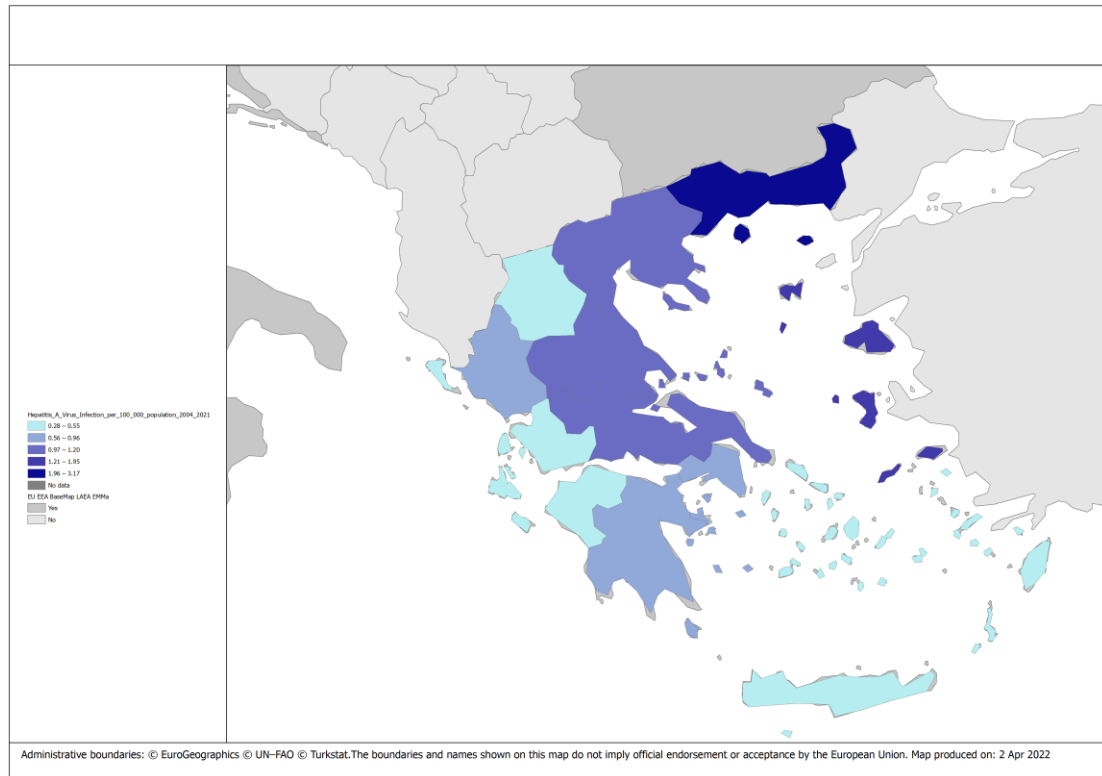 Hepatitis_A_Virus_Infection_per_100_000_population_2004_2021
0.28 – 0.55
0.56 – 0.96
0.97 – 1.20
1.21 – 1.95
1.96 – 3.17
No data
EU EEA BaseMap LAEA EMMa
Yes
No
Administrative boundaries: © EuroGeographics © UN–FAO © Turkstat.The boundaries and names shown on this map do not imply official endorsement or acceptance by the European Union. Map produced on: 2 Apr 2022